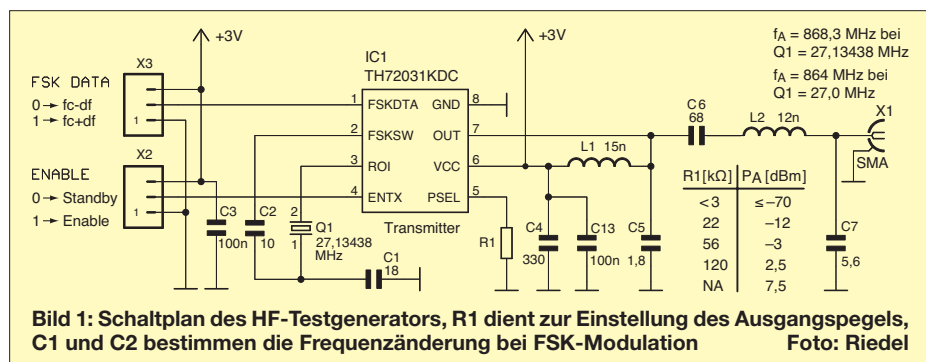 +3V
+3V
fA = 868,3 MHz bei
Q1 = 27,13438 MHz
fA = 864 MHz bei
Q1 = 27,0 MHz
IC1
TH72031KDC
X3
FSK DATA
0 → fc-df
1 → fc+df
1
1 FSKDTA GND 8
2 FSKSW OUT 7
3 ROI VCC 6
4 ENTX PSEL 5
Transmitter
X2
ENABLE
0 → Standby
1 → Enable
1
C3
100n
C2
10
2
1
Q1
27,13438
MHz
C1
18
R1
L1 15n
C4
330
C13
100n
C5
1,8
C6
68
L2 12n
X1
SMA
C7
5,6
R1[kΩ] PA [dBm]
<3 ≤–70
22 –12
56 –3
120 2,5
NA 7,5
Bild 1: Schaltplan des HF-Testgenerators, R1 dient zur Einstellung des Ausgangspegels,
C1 und C2 bestimmen die Frequenzänderung bei FSK-Modulation Foto: Riedel